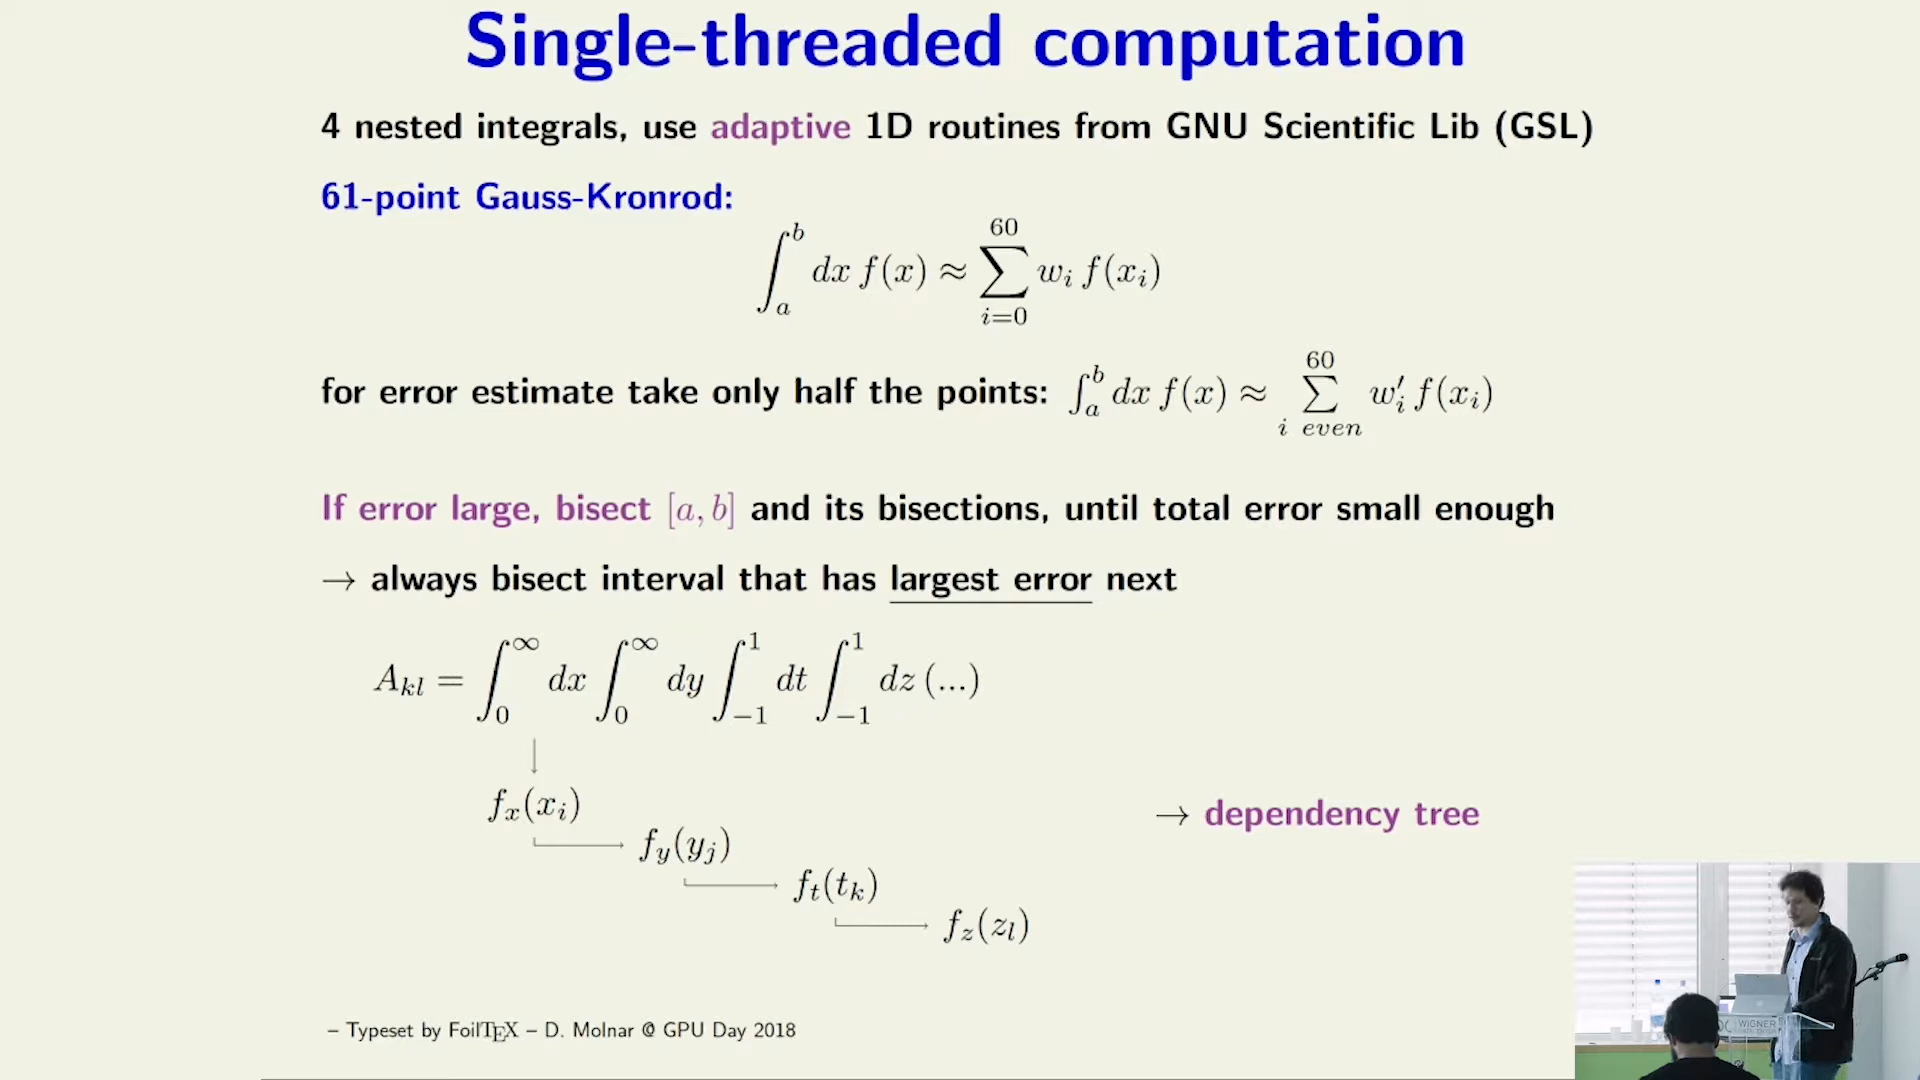 Single-threaded computation
4 nested integrals, use adaptive 1D routines from GNU Scientific Lib (GSL)
61-point Gauss-Kronrod:
∫_a^b dx f(x) ≈ ∑_{i=0}^{60} w_i f(x_i)
for error estimate take only half the points: ∫_a^b dx f(x) ≈ ∑_{i even}^{60} w'_i f(x_i)
If error large, bisect [a, b] and its bisections, until total error small enough
→ always bisect interval that has largest error next
A_{kl} = ∫_0^∞ dx ∫_0^∞ dy ∫_{-1}^1 dt ∫_{-1}^1 dz (...)
f_x(x_i)
→ dependency tree
f_y(y_j)
f_t(t_k)
f_z(z_l)
– Typeset by FoilTEX – D. Molnar @ GPU Day 2018
WIGNER